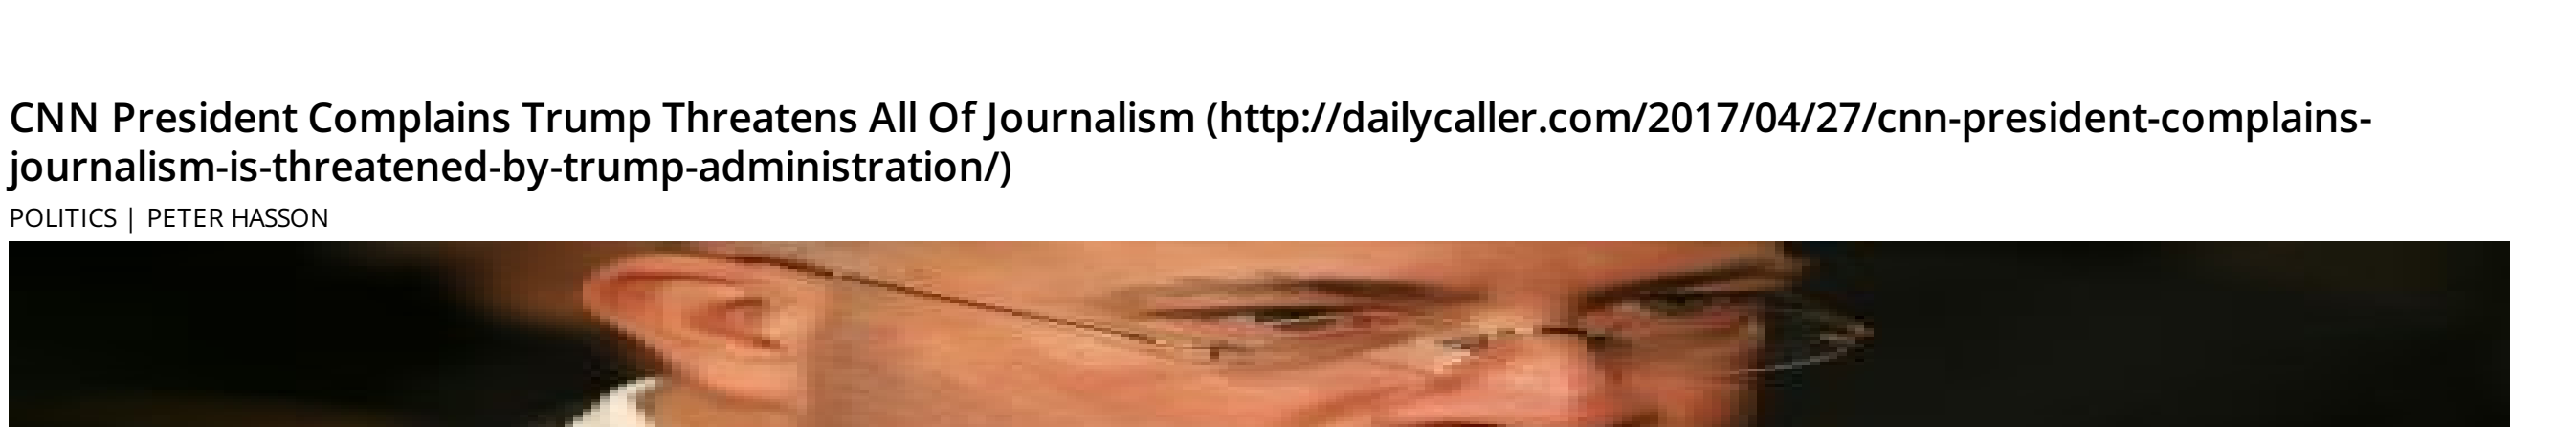 CNN President Complains Trump Threatens All Of Journalism (http://dailycaller.com/2017/04/27/cnn-president-complains-
journalism-is-threatened-by-trump-administration/)
POLITICS | PETER HASSON